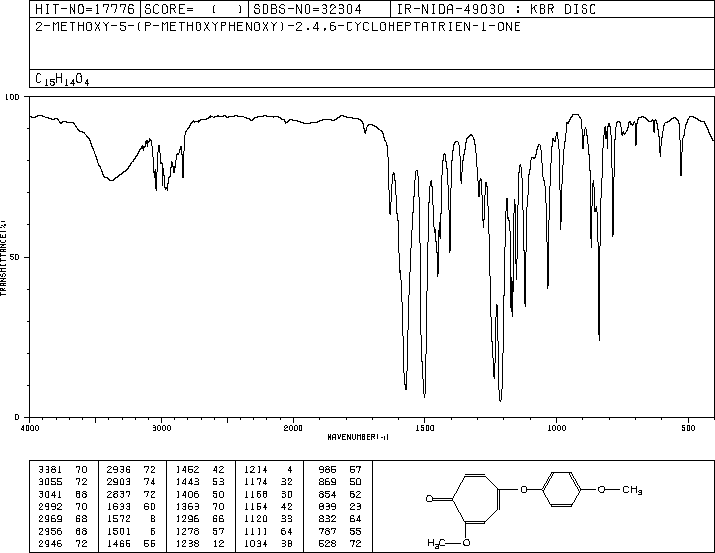 HIT-NO=17776 SCORE= ( ) SDBS-NO=32304 IR-NIDA-49030 : KBR DISC
2-METHOXY-5-(P-METHOXYPHENOXY)-2,4,6-CYCLOHEPTATRIEN-1-ONE
C15H14O4
100
50
0
TRANSMITTANCE(%)
4000 3000 2000 1500 1000 500
WAVENUMBER(-1)
3381 70 2936 72 1462 42 1214 4 985 57
3055 72 2903 74 1443 53 1174 32 869 50
3041 68 2837 72 1406 50 1168 30 854 62
2992 70 1633 60 1363 70 1154 42 839 23
2969 68 1572 8 1296 66 1120 33 832 64
2956 68 1501 6 1278 57 1111 64 787 55
2946 72 1466 56 1238 12 1034 38 528 72
O
O
O
CH3
H3C
O